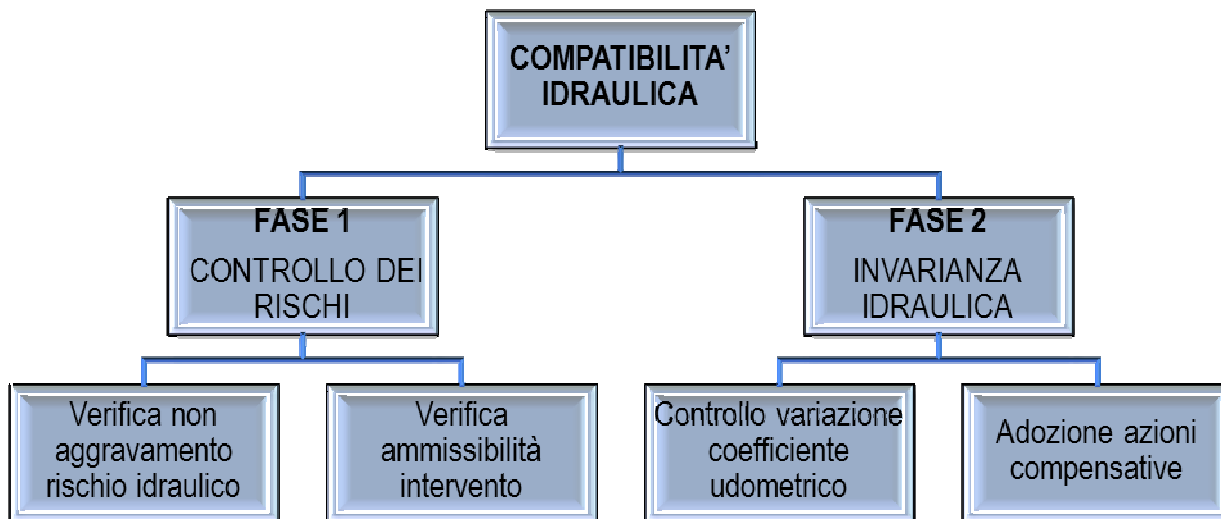 COMPATIBILITA’
IDRAULICA
FASE 1
CONTROLLO DEI
RISCHI
FASE 2
INVARIANZA
IDRAULICA
Verifica non
aggravamento
rischio idraulico
Verifica
ammissibilità
intervento
Controllo variazione
coefficiente
udometrico
Adozione azioni
compensative